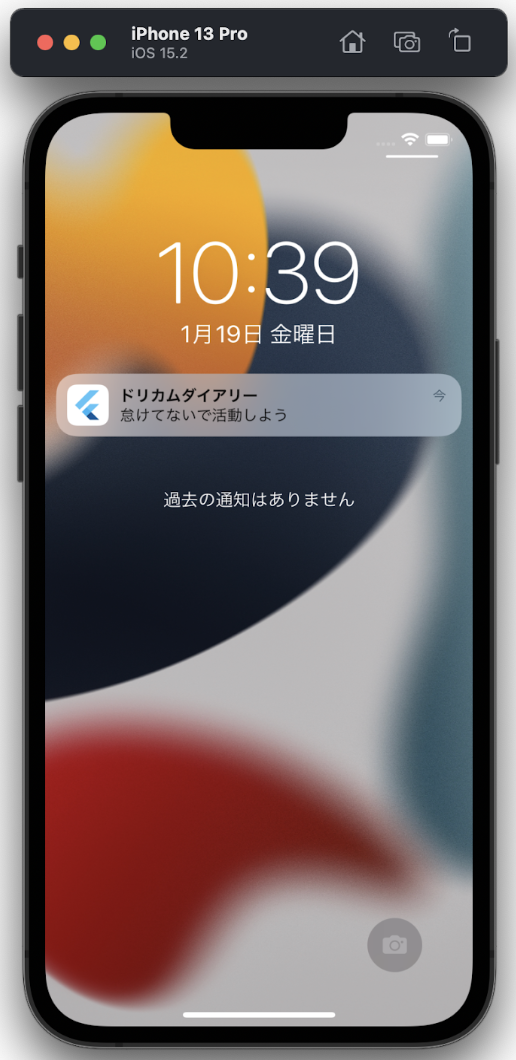 iPhone 13 Pro
iOS 15.2
10:39
1月19日 金曜日
ドリカムダイアリー
今
怠けてないで活動しよう
過去の通知はありません